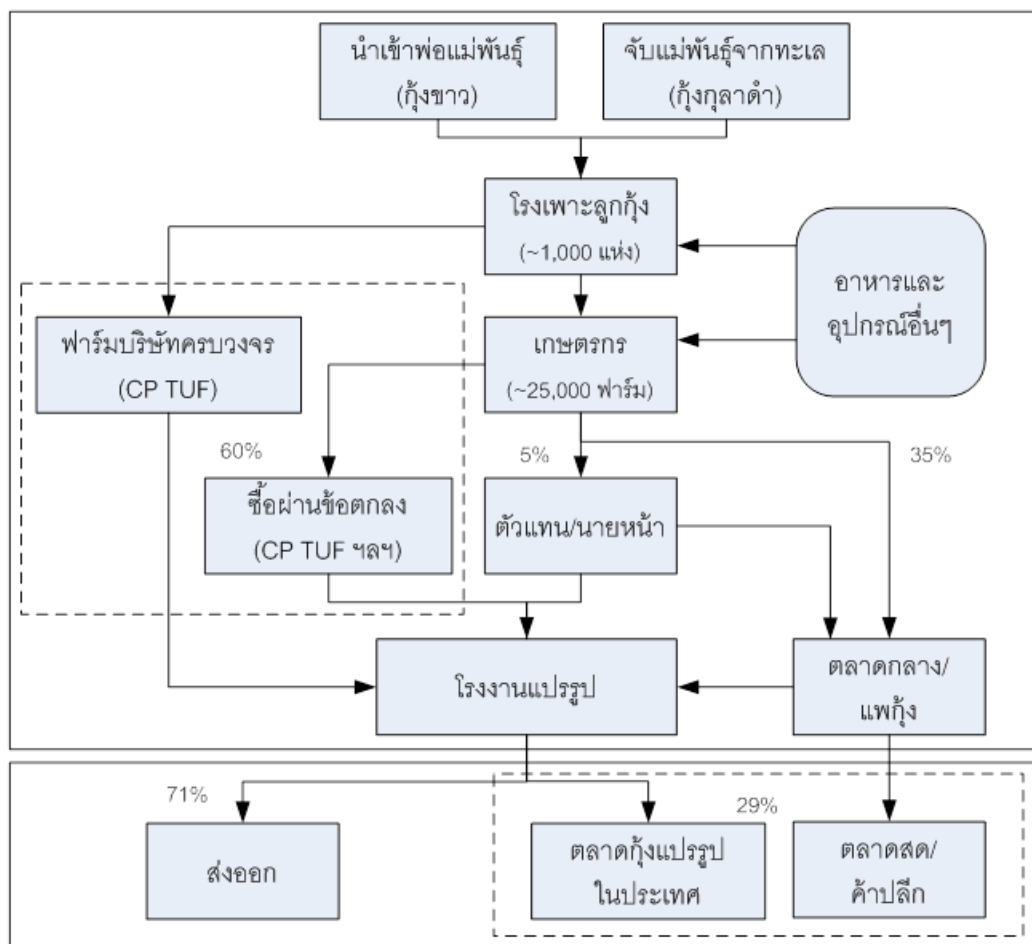 นำเข้าพ่อแม่พันธุ์
(กุ้งขาว)
จับแม่พันธุ์จากทะเล
(กุ้งกุลาดำ)
โรงเพาะลูกกุ้ง
(~1,000 แห่ง)
อาหารและ
อุปกรณ์อื่นๆ
ฟาร์มบริษัทครบวงจร
(CP TUF)
เกษตรกร
(~25,000 ฟาร์ม)
60%
5%
35%
ซื้อผ่านข้อตกลง
(CP TUF ฯลฯ)
ตัวแทน/นายหน้า
โรงงานแปรรูป
ตลาดกลาง/
แพกุ้ง
71%
29%
ส่งออก
ตลาดกุ้งแปรรูป
ในประเทศ
ตลาดสด/
ค้าปลีก